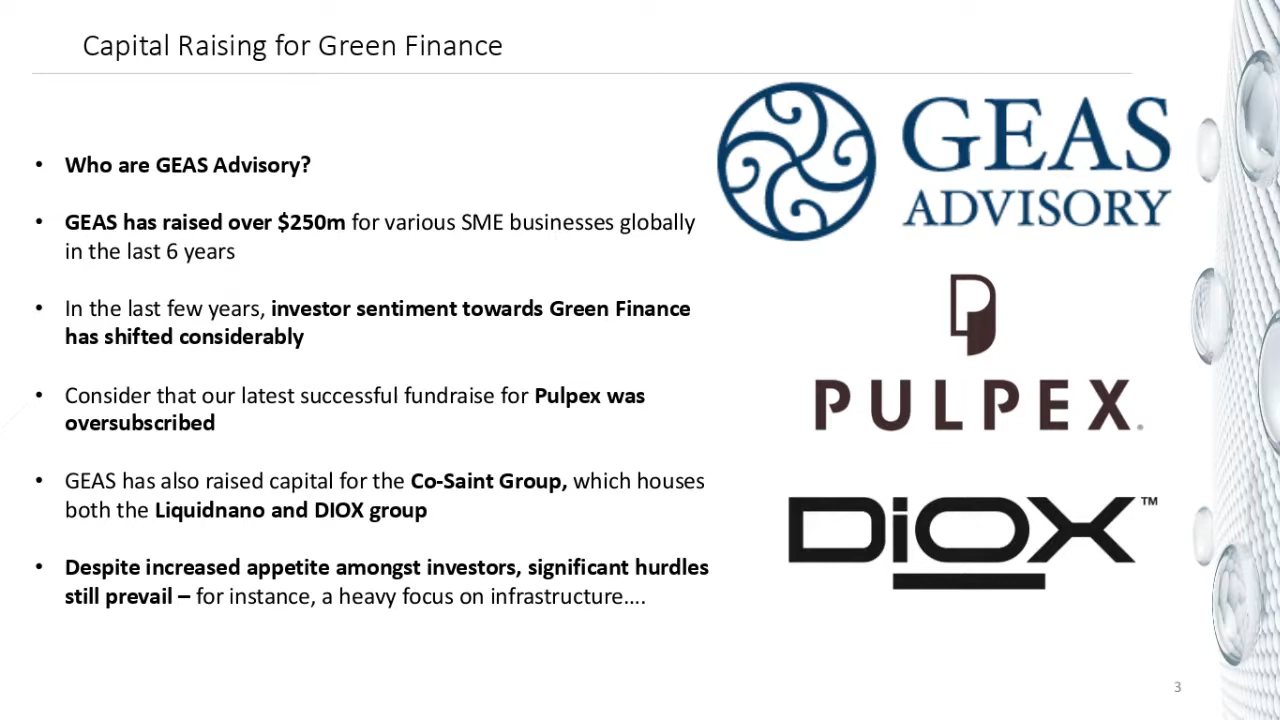 Capital Raising for Green Finance
• Who are GEAS Advisory?
• GEAS has raised over $250m for various SME businesses globally
in the last 6 years
• In the last few years, investor sentiment towards Green Finance
has shifted considerably
• Consider that our latest successful fundraise for Pulpex was
oversubscribed
• GEAS has also raised capital for the Co-Saint Group, which houses
both the Liquidnano and DIOX group
• Despite increased appetite amongst investors, significant hurdles
still prevail – for instance, a heavy focus on infrastructure….
GEAS
ADVISORY
PULPEX®
DiOX™
3